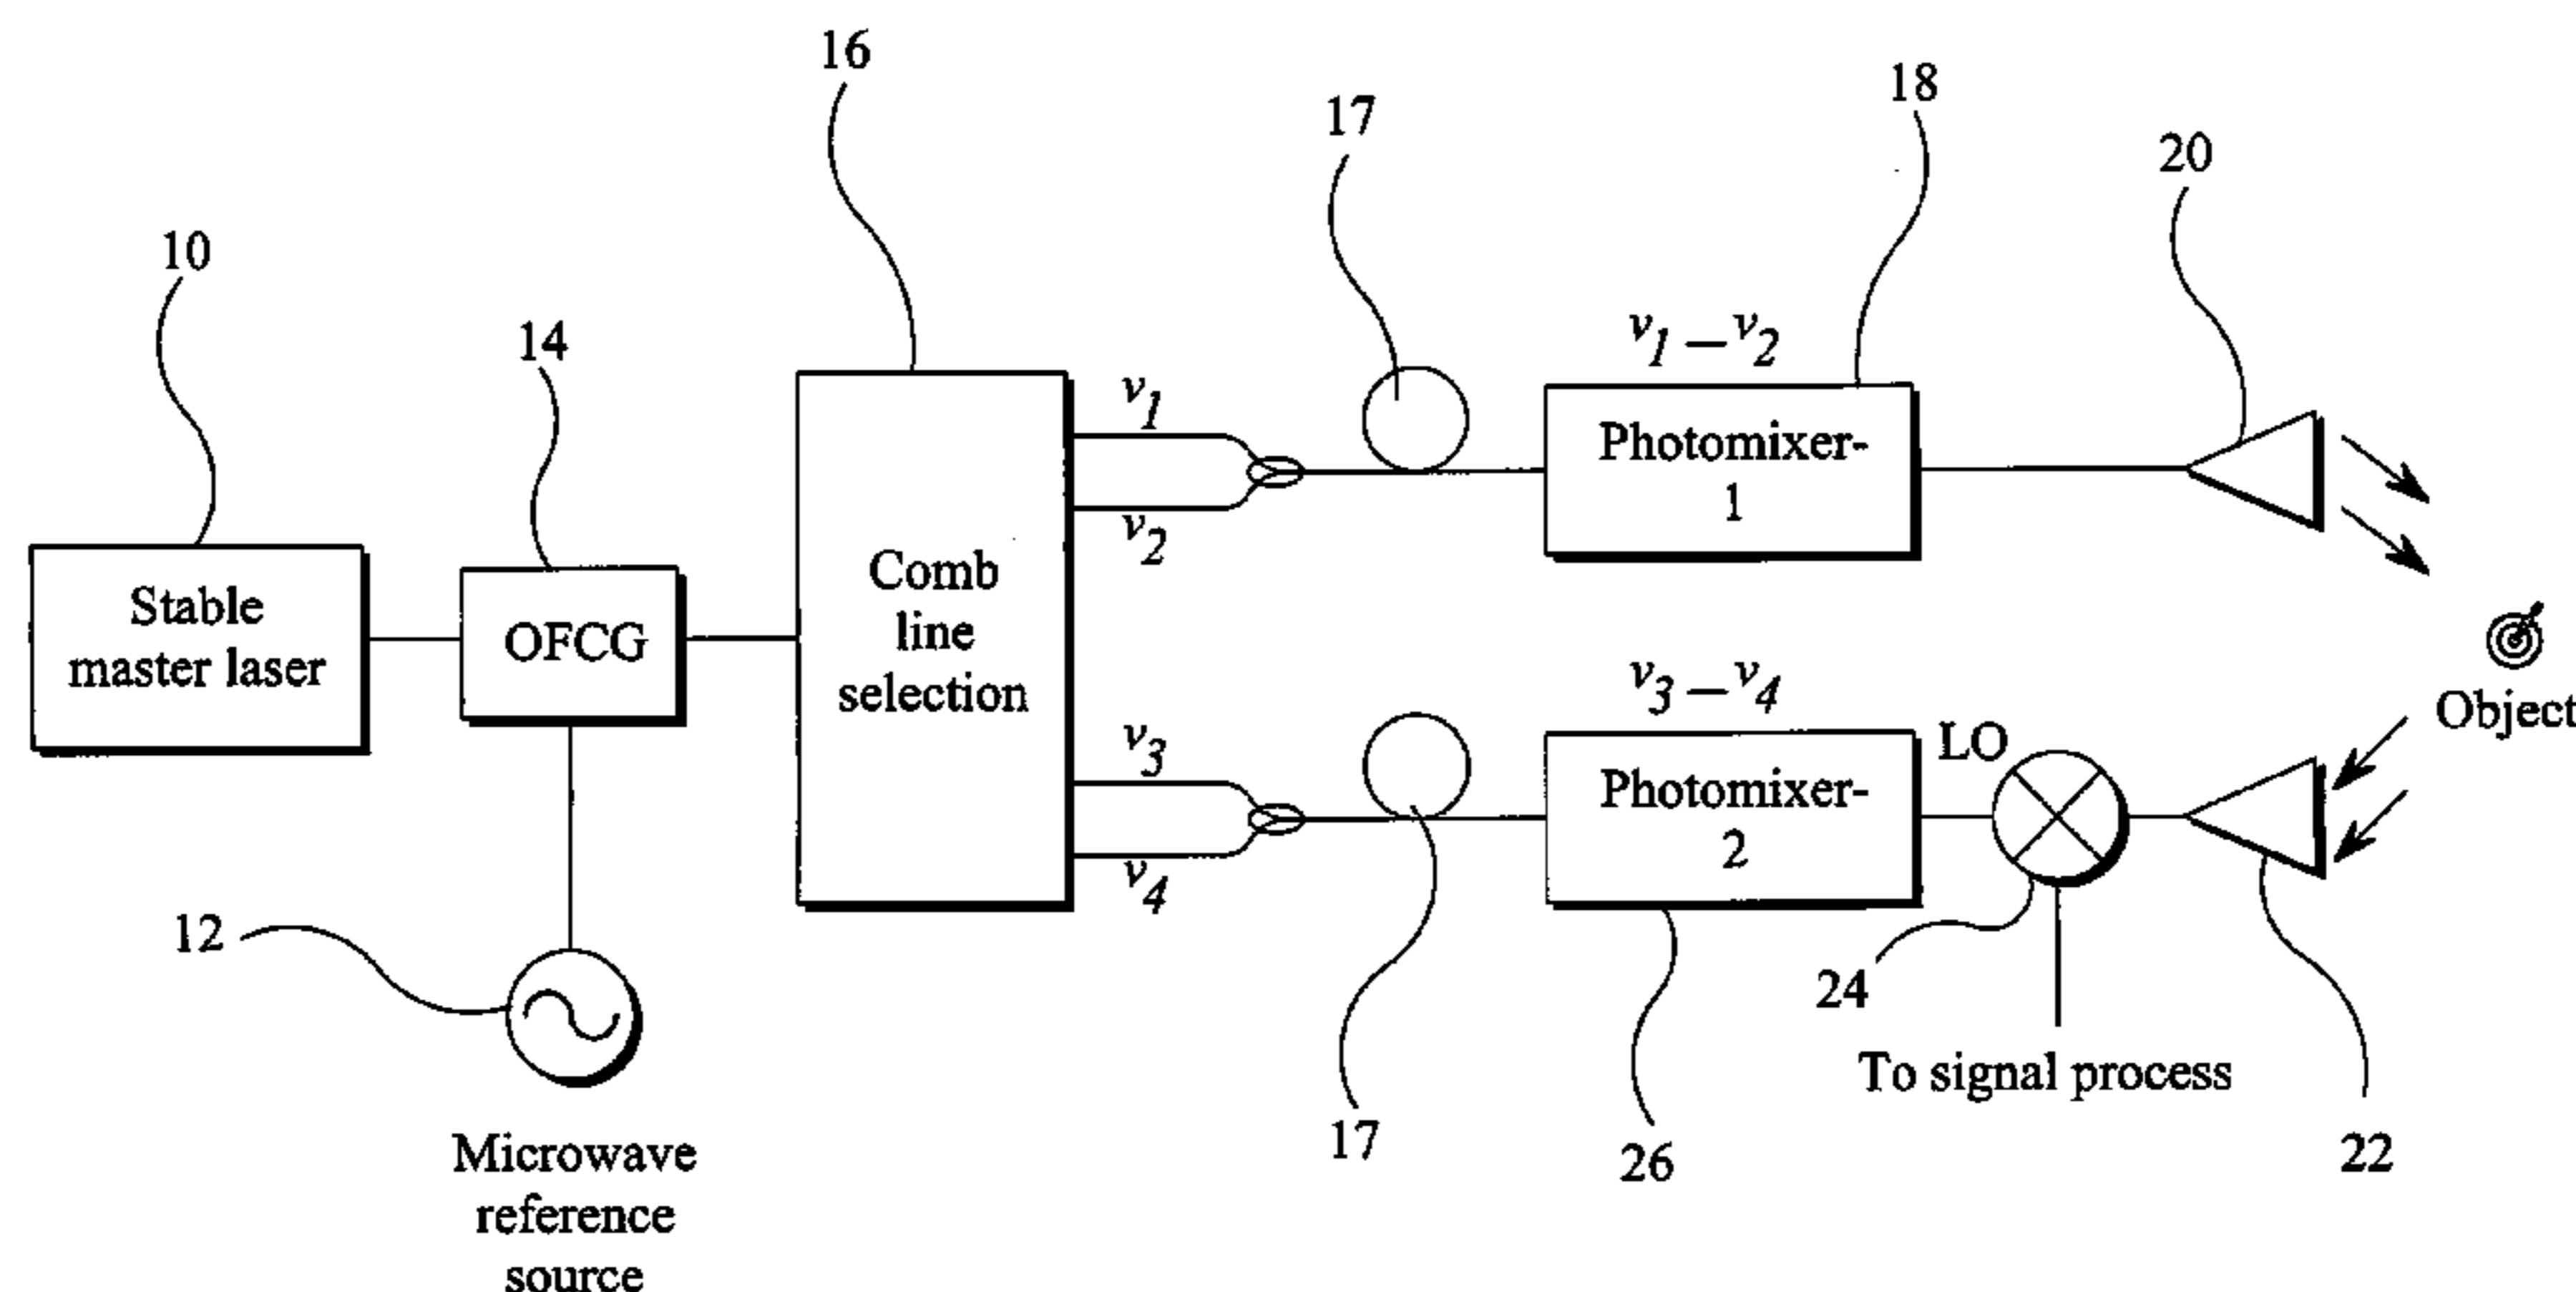 16
17
18
20
10
14
v1
v2
v1 – v2
Photomixer-
1
Stable
master laser
OFCG
Comb
line
selection
Object
v3
v4
v3 – v4
Photomixer-
2
LO
12
24
To signal process
17
26
22
Microwave
reference
source